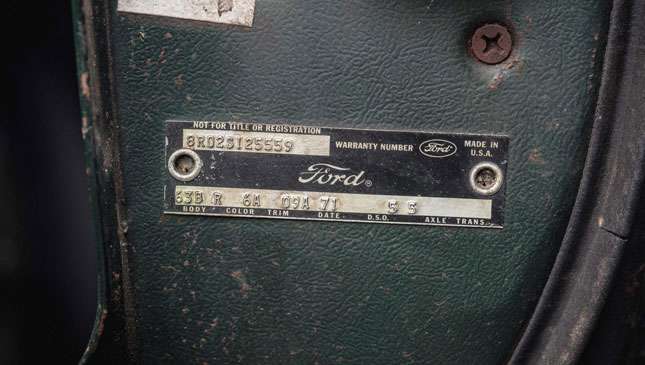 NOT FOR TITLE OR REGISTRATION
8R02S125559 WARRANTY NUMBER Ford MADE IN U.S.A.
Ford®
63B R 6A 09A 71 5 5
BODY COLOR TRIM DATE D.S.O. AXLE TRANS.